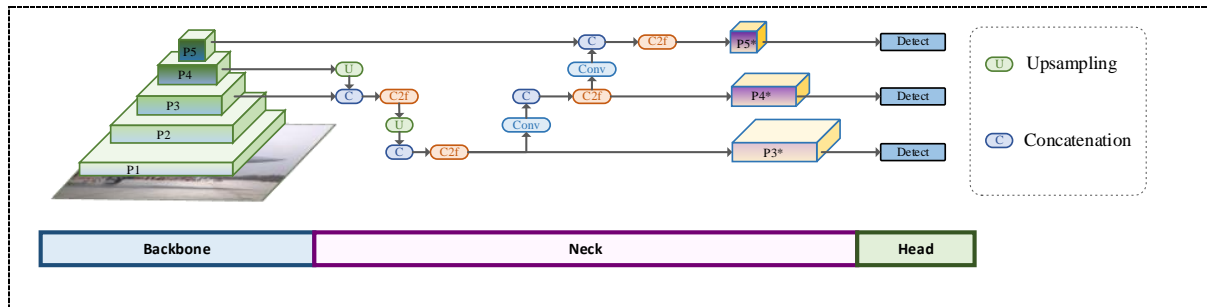 P5 C C2f P5* Detect
P4 U Conv U Upsampling
P3 C C2f C C2f P4* Detect
P2 U Conv
C Concatenation
P1 C C2f P3* Detect
Backbone Neck Head